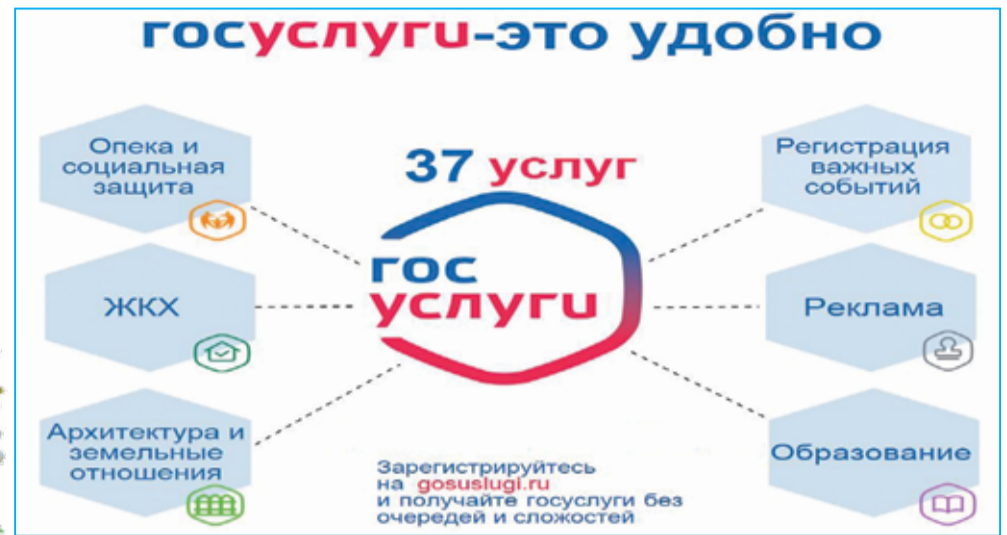 госуслуги-это удобно
Опека и
социальная
защита
37 услуг
Регистрация
важных
событий
ЖКХ
гос
услуги
Реклама
Архитектура и
земельные
отношения
Образование
Зарегистрируйтесь
на gosuslugi.ru
и получайте госуслуги без
очередей и сложностей